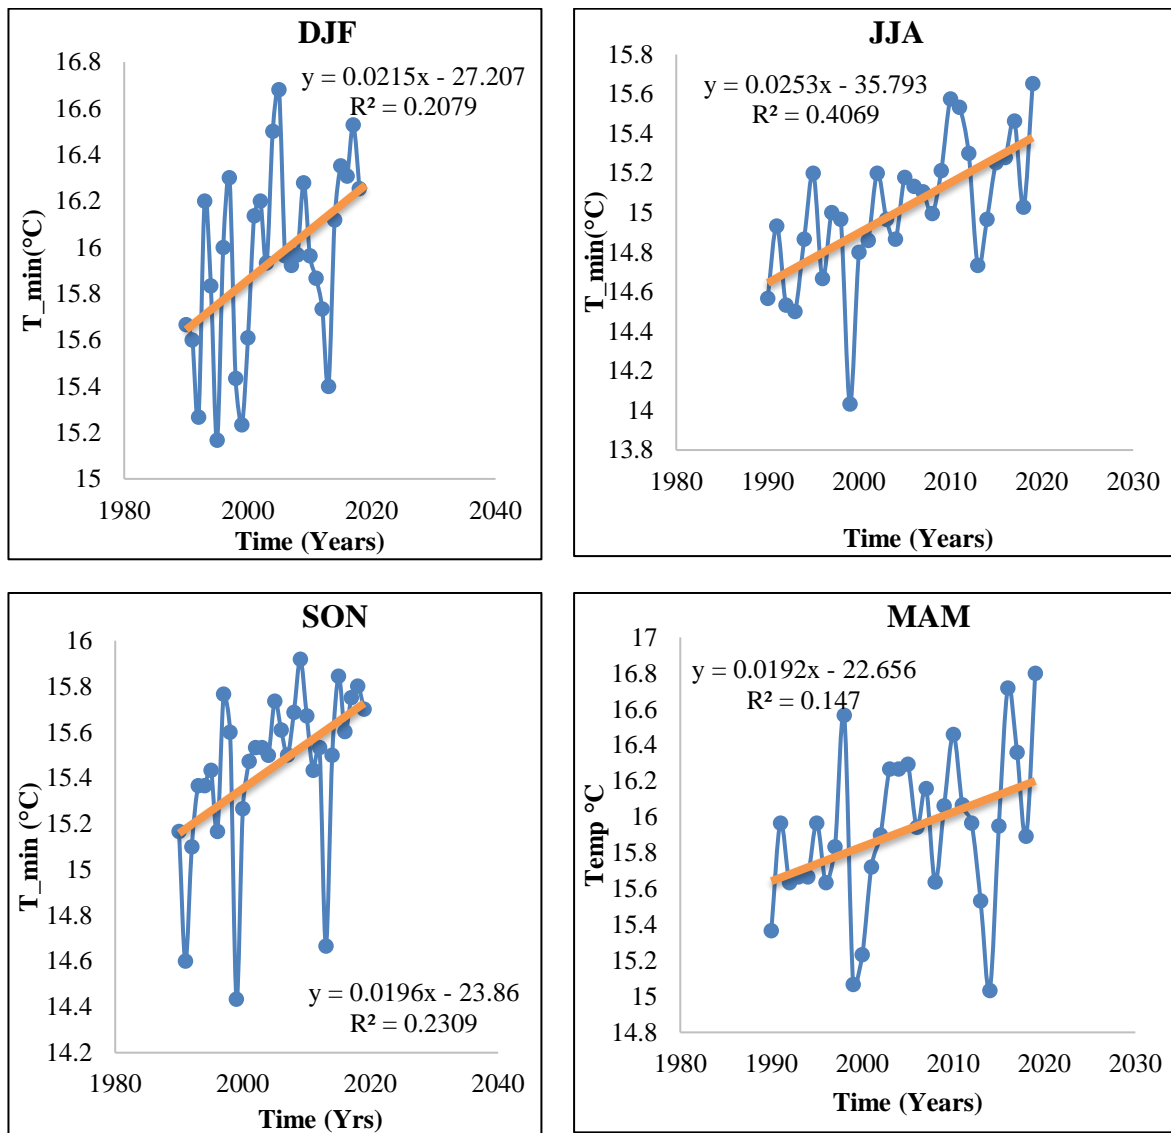 DJF
y = 0.0215x - 27.207
R² = 0.2079
T_min(°C)
16.8
16.6
16.4
16.2
16
15.8
15.6
15.4
15.2
15
1980 2000 2020 2040
Time (Years)
JJA
y = 0.0253x - 35.793
R² = 0.4069
T_min(°C)
15.8
15.6
15.4
15.2
15
14.8
14.6
14.4
14.2
14
13.8
1980 1990 2000 2010 2020 2030
Time (Years)
SON
T_min (°C)
16
15.8
15.6
15.4
15.2
15
14.8
14.6
14.4
14.2
y = 0.0196x - 23.86
R² = 0.2309
1980 2000 2020 2040
Time (Yrs)
MAM
y = 0.0192x - 22.656
R² = 0.147
Temp °C
17
16.8
16.6
16.4
16.2
16
15.8
15.6
15.4
15.2
15
14.8
1980 1990 2000 2010 2020 2030
Time (Years)